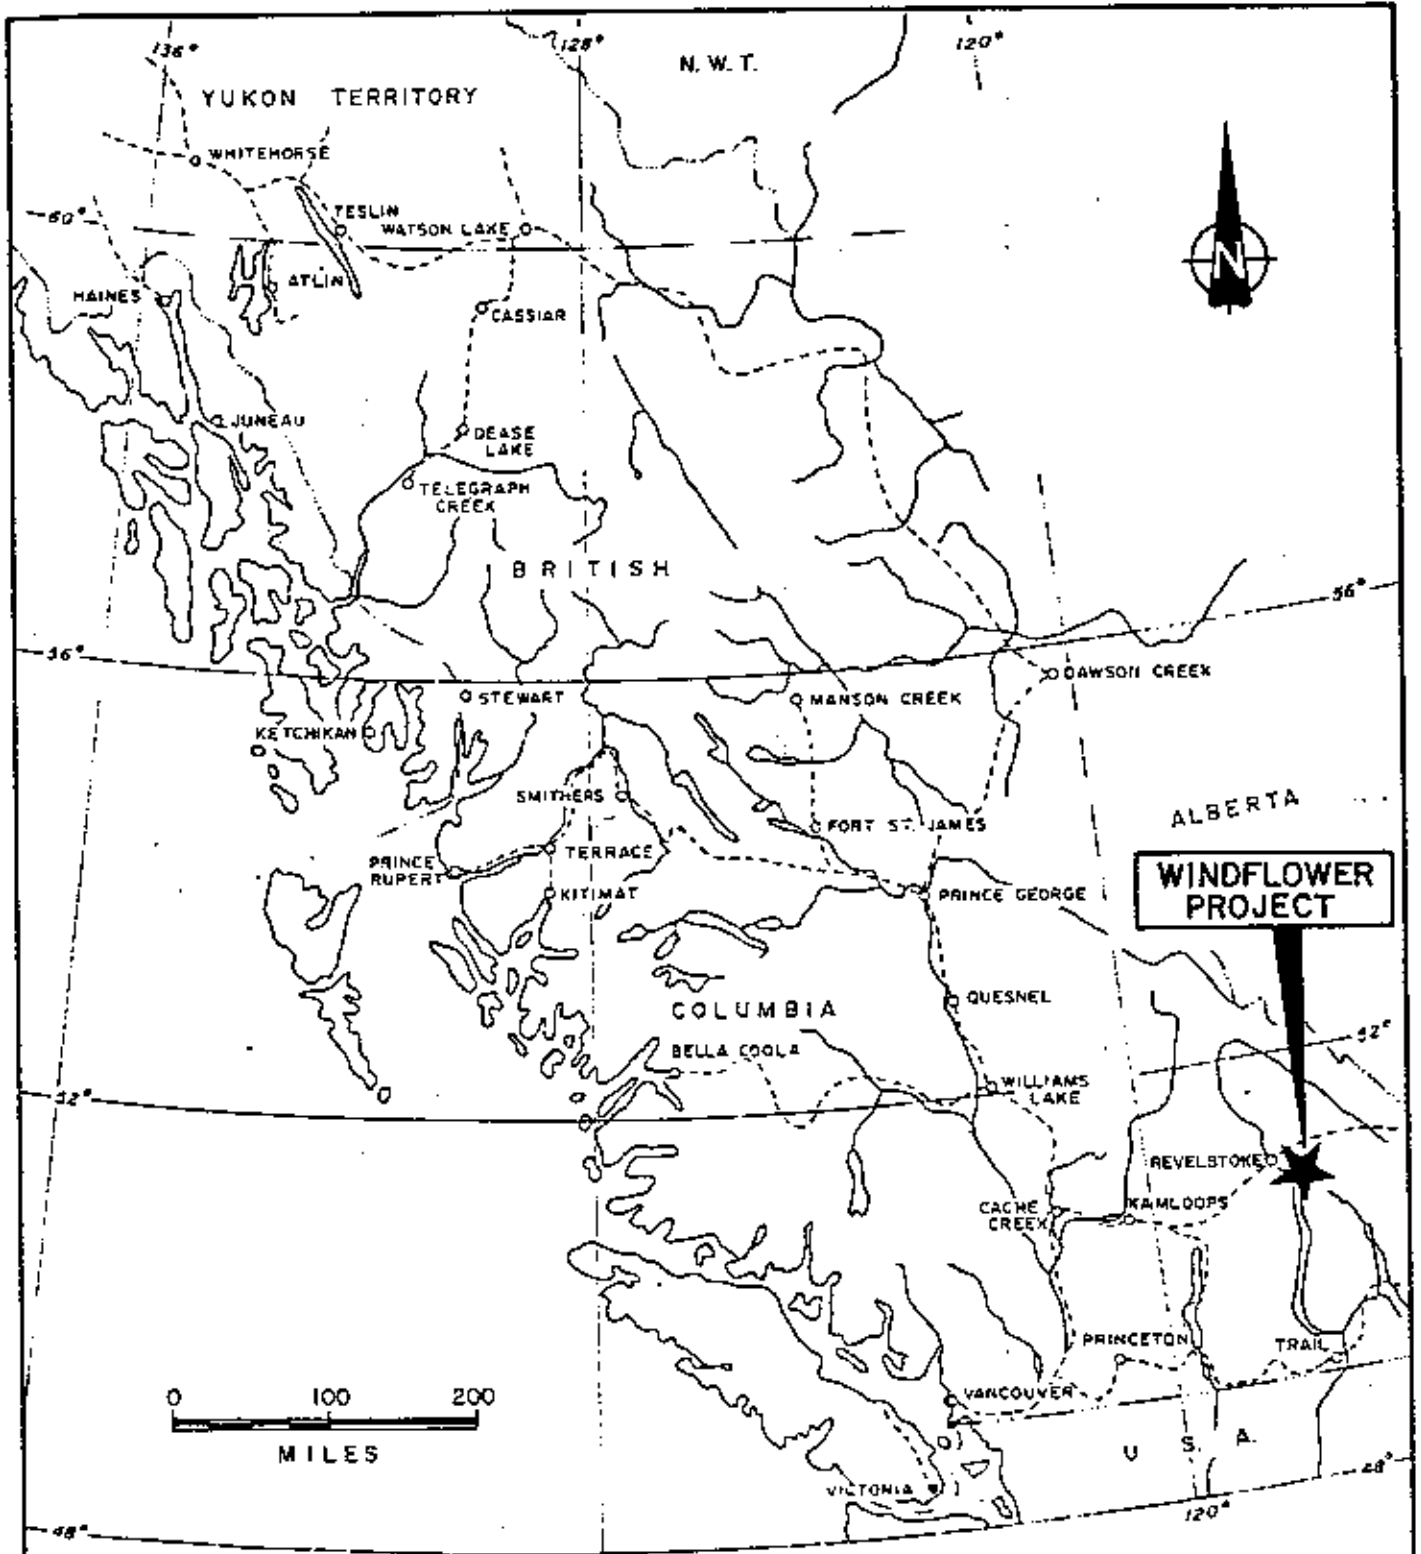 136°
128°
120°
N.W.T.
YUKON TERRITORY
WHITEHORSE
TESLIN
WATSON LAKE
60°
ATLIN
HAINES
CASSIAR
N
JUNEAU
DEASE
LAKE
TELEGRAPH
CREEK
BRITISH
56°
56°
DAWSON CREEK
STEWART
MANSON CREEK
KETCHIKAN
SMITHERS
ALBERTA
FORT ST. JAMES
TERRACE
PRINCE
RUPERT
KITIMAT
PRINCE GEORGE
WINDFLOWER
PROJECT
QUESNEL
COLUMBIA
52°
BELLA COOLA
WILLIAMS
LAKE
52°
REVELSTOKE
KAMLOOPS
CACHE
CREEK
PRINCETON
TRAIL
VANCOUVER
0 100 200
MILES
U.S.A.
VICTORIA
48°
120°
48°